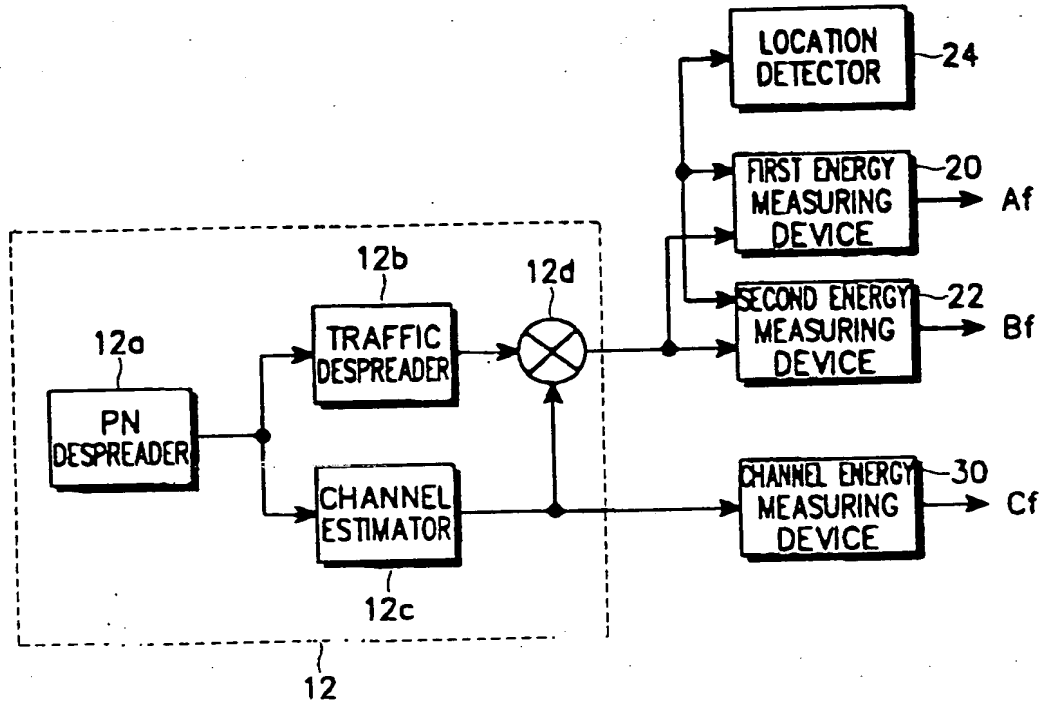 LOCATION
DETECTOR
24
FIRST ENERGY
MEASURING
DEVICE
20
Af
12b
12d
SECOND ENERGY
MEASURING
DEVICE
22
Bf
12a
TRAFFIC
DESPREADER
PN
DESPREADER
CHANNEL
ESTIMATOR
CHANNEL ENERGY
MEASURING
DEVICE
30
Cf
12c
12